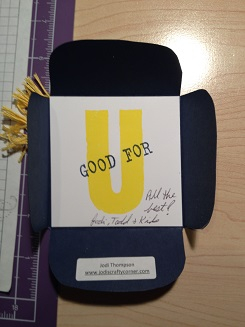 U
GOOD FOR
All the
best!
Jodi, Todd & Kids
Jodi Thompson
www.jodiscraftycorner.com